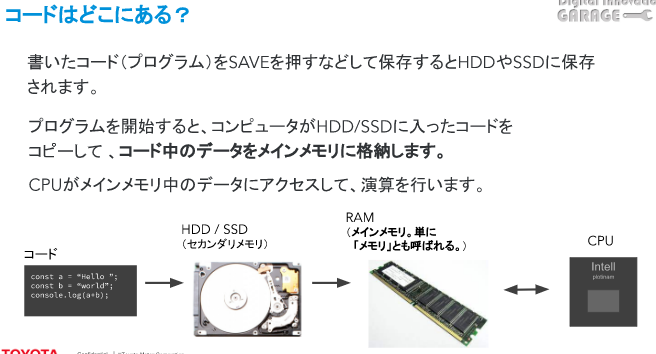 コードはどこにある？
Digital Innovation
GARAGE
書いたコード（プログラム）をSAVEを押すなどして保存するとHDDやSSDに保存
されます。
プログラムを開始すると、コンピュータがHDD/SSDに入ったコードを
コピーして 、コード中のデータをメインメモリに格納します。
CPUがメインメモリ中のデータにアクセスして、演算を行います。
コード
const a = "Hello ";
const b = "world";
console.log(a+b);
HDD / SSD
（セカンダリメモリ）
RAM
（メインメモリ。単に
「メモリ」とも呼ばれる。）
CPU
Intell
platinam
TOYOTA